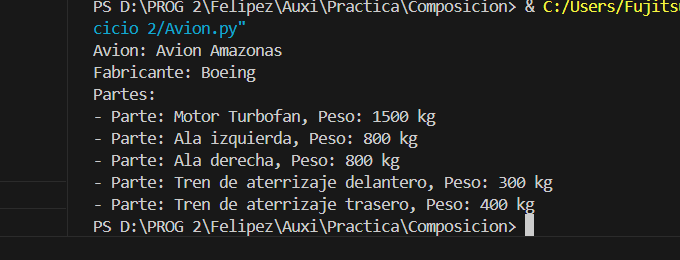 PS D:\PROG 2\Felipez\Auxi\Practica\Composicion> & C:/Users/Fujits
cicio 2/Avion.py"
Avion: Avion Amazonas
Fabricante: Boeing
Partes:
- Parte: Motor Turbofan, Peso: 1500 kg
- Parte: Ala izquierda, Peso: 800 kg
- Parte: Ala derecha, Peso: 800 kg
- Parte: Tren de aterrizaje delantero, Peso: 300 kg
- Parte: Tren de aterrizaje trasero, Peso: 400 kg
PS D:\PROG 2\Felipez\Auxi\Practica\Composicion>